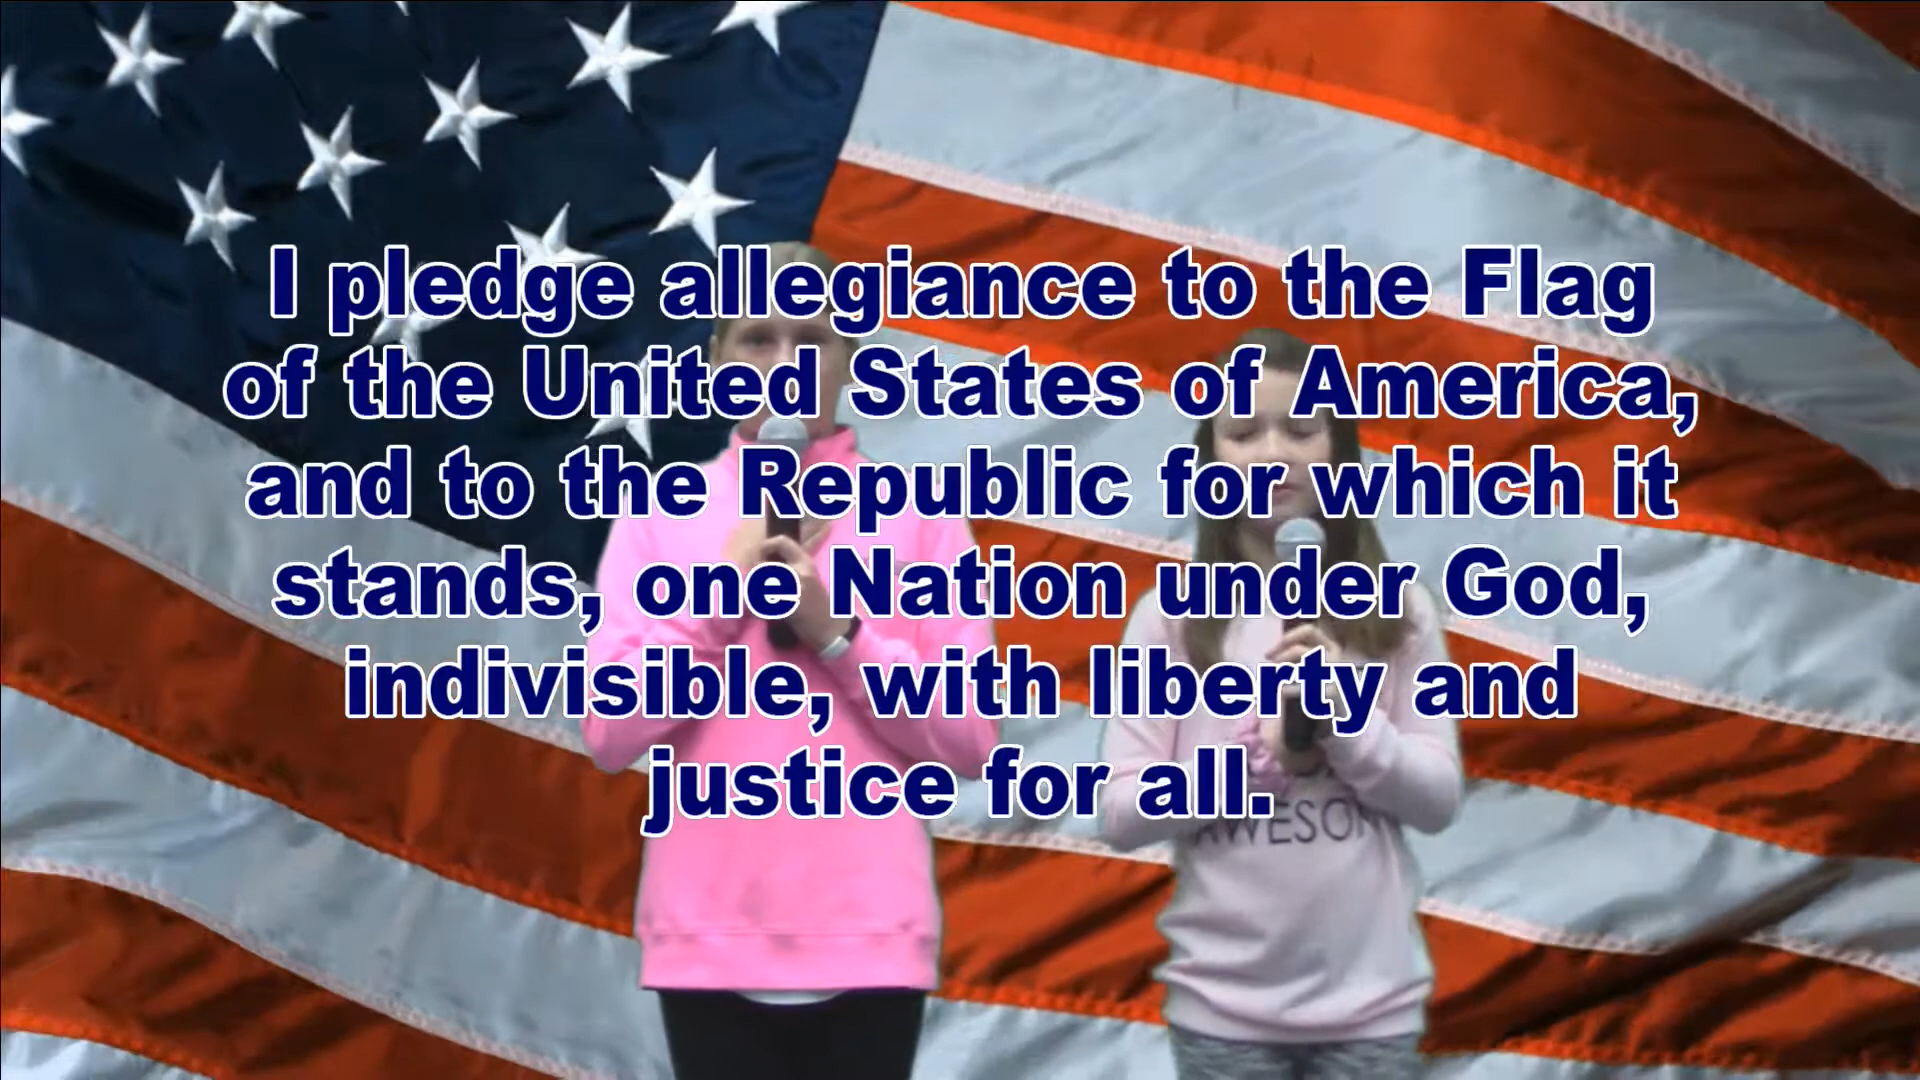 I pledge allegiance to the Flag
of the United States of America,
and to the Republic for which it
stands, one Nation under God,
indivisible, with liberty and
justice for all.